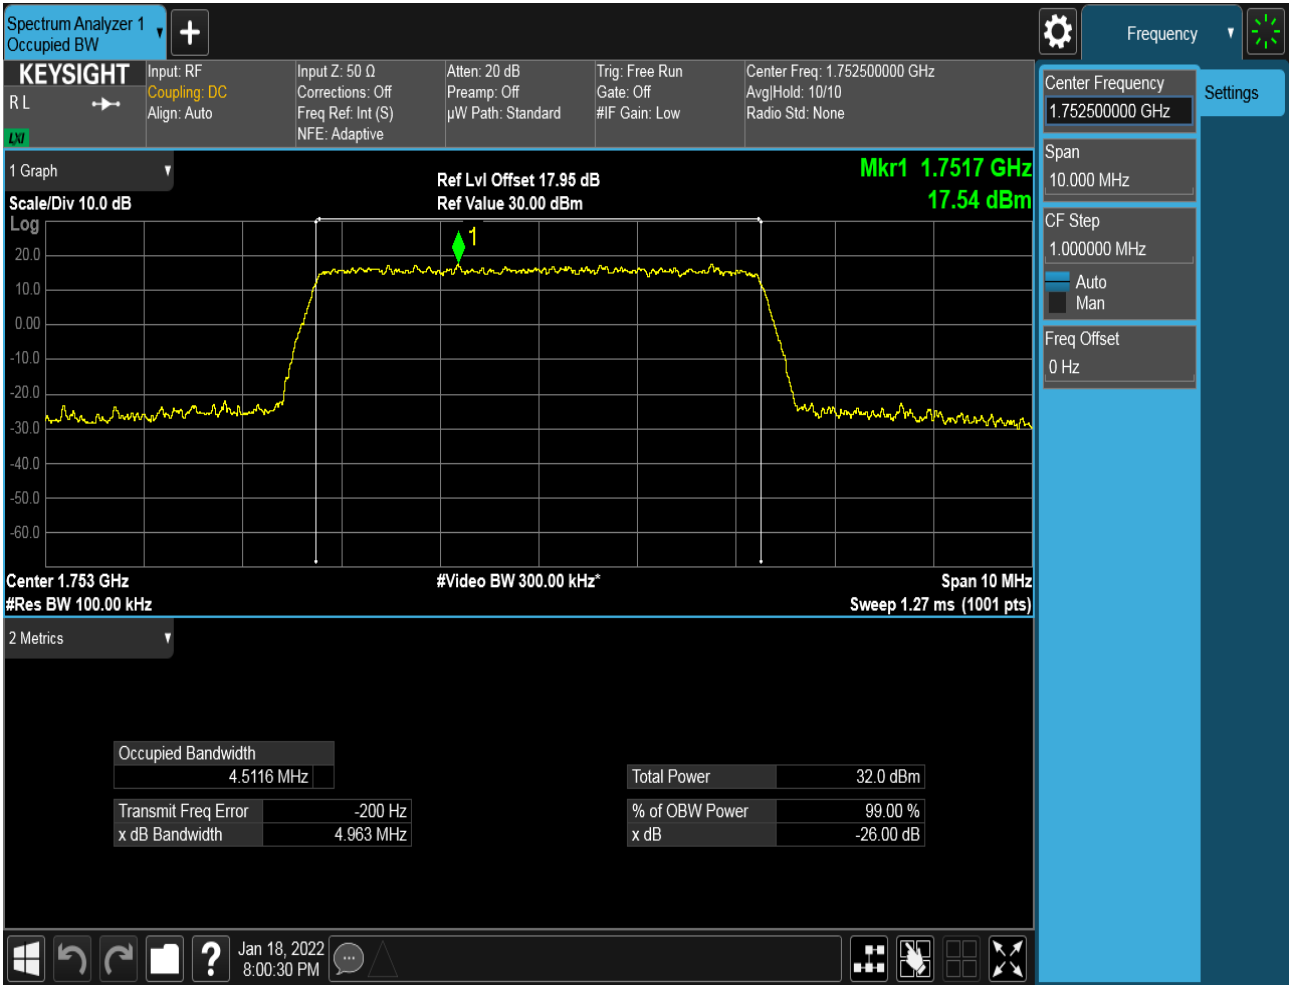 Spectrum Analyzer 1
Occupied BW
Frequency
KEYSIGHT
R L
LXI
Input: RF
Coupling: DC
Align: Auto
Input Z: 50 Ω
Corrections: Off
Freq Ref: Int (S)
NFE: Adaptive
Atten: 20 dB
Preamp: Off
µW Path: Standard
Trig: Free Run
Gate: Off
#IF Gain: Low
Center Freq: 1.752500000 GHz
Avg|Hold: 10/10
Radio Std: None
Center Frequency
1.752500000 GHz
Settings
Span
10.000 MHz
CF Step
1.000000 MHz
Auto
Man
Freq Offset
0 Hz
1 Graph
Scale/Div 10.0 dB
Ref Lvl Offset 17.95 dB
Ref Value 30.00 dBm
Mkr1 1.7517 GHz
17.54 dBm
Log
1
20.0
10.0
0.00
-10.0
-20.0
-30.0
-40.0
-50.0
-60.0
Center 1.753 GHz
#Video BW 300.00 kHz*
Span 10 MHz
#Res BW 100.00 kHz
Sweep 1.27 ms (1001 pts)
2 Metrics
Occupied Bandwidth
4.5116 MHz
Total Power 32.0 dBm
Transmit Freq Error -200 Hz
% of OBW Power 99.00 %
x dB Bandwidth 4.963 MHz
x dB -26.00 dB
?
Jan 18, 2022
8:00:30 PM